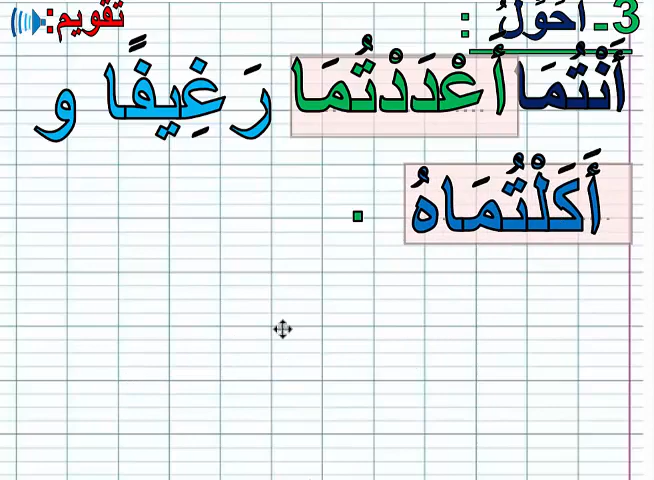 3- أُحَوِّلُ : تقويم:
أَنْتُمَا أَعْدَدْتُمَا رَغِيفًا و
أَكَلْتُمَاهُ .